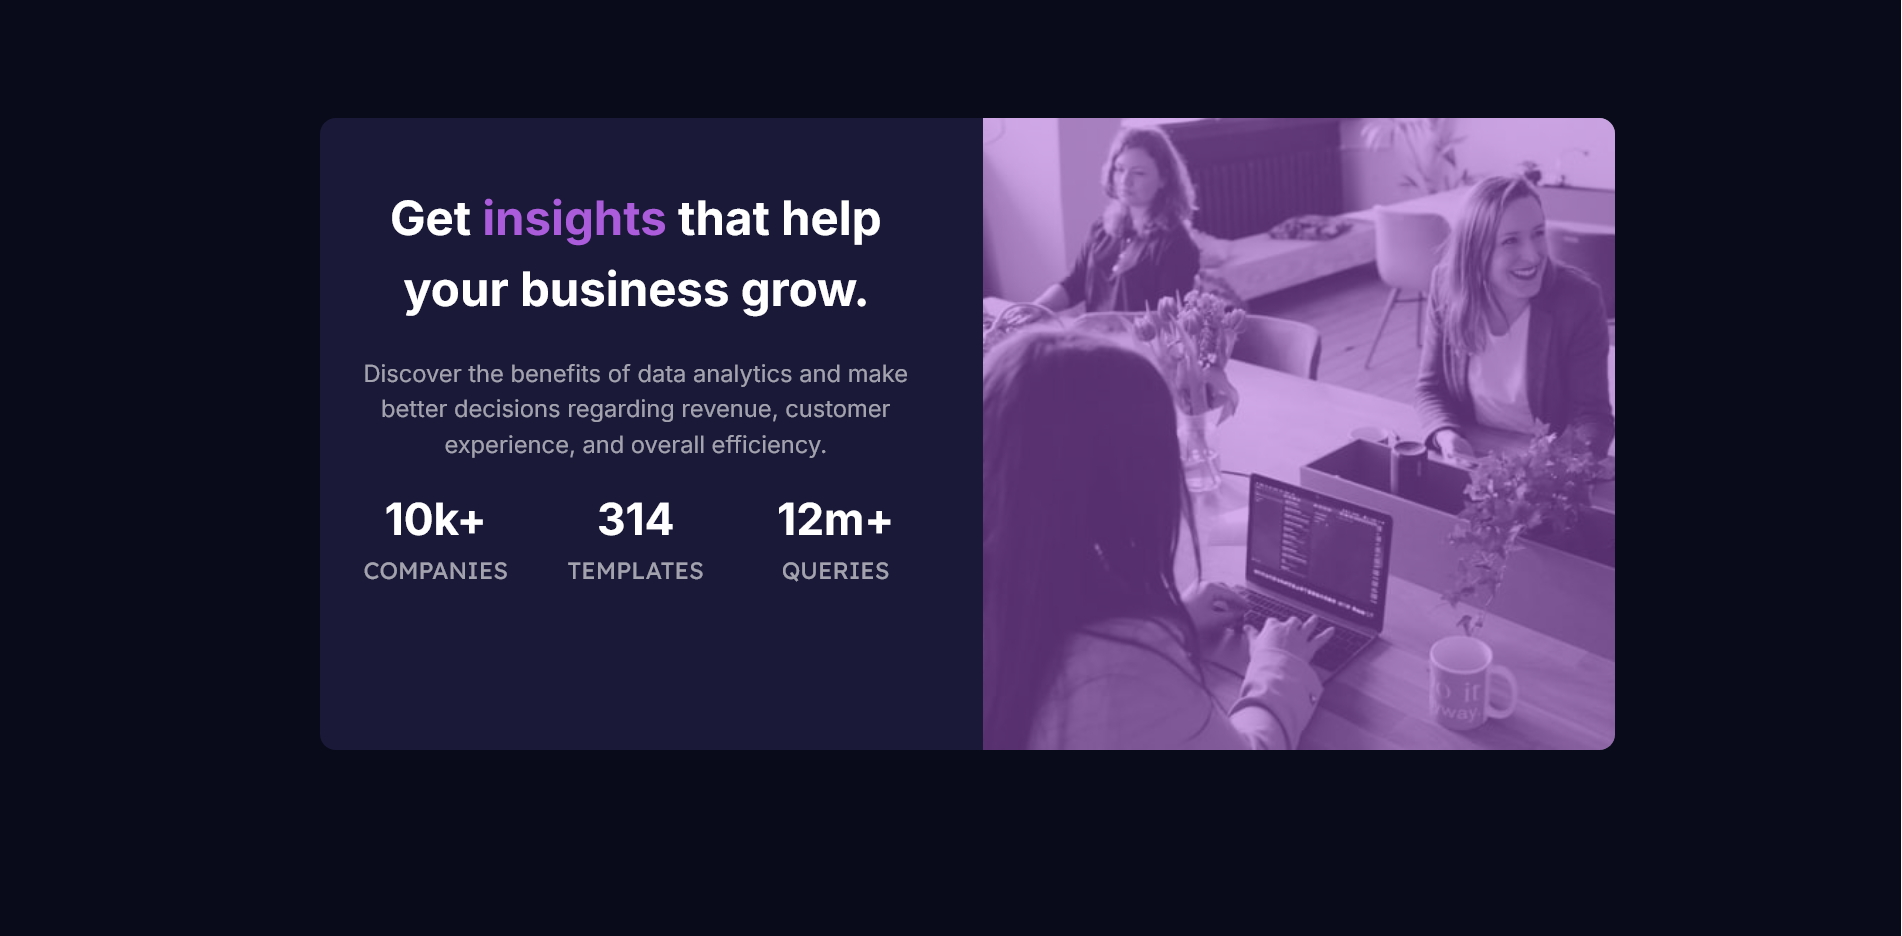 Get insights that help
your business grow.
Discover the benefits of data analytics and make
better decisions regarding revenue, customer
experience, and overall efficiency.
10k+ 314 12m+
COMPANIES TEMPLATES QUERIES